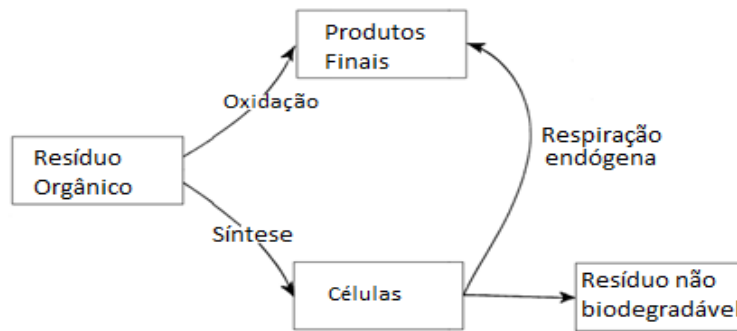 Produtos
Finais
Oxidação
Resíduo
Orgânico
Respiração
endógena
Síntese
Células
Resíduo não
biodegradável